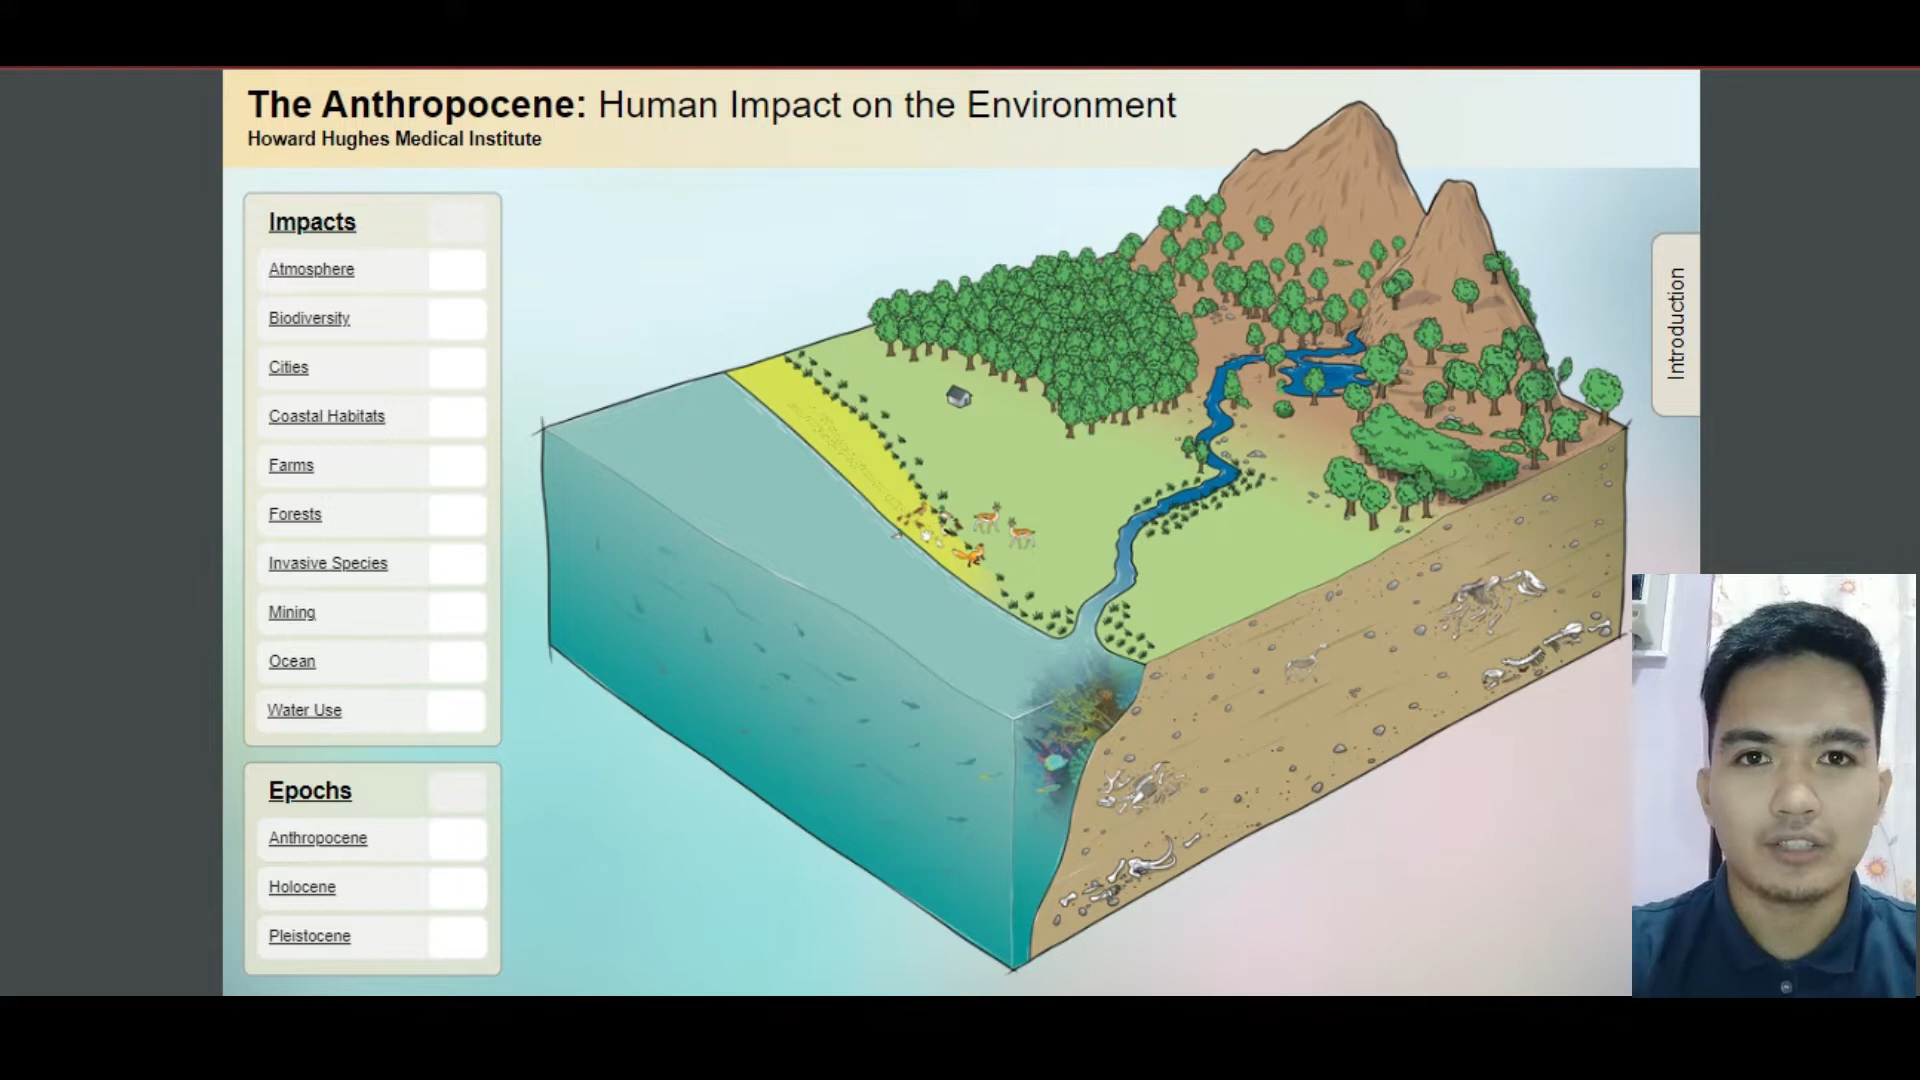 The Anthropocene: Human Impact on the Environment
Howard Hughes Medical Institute
Impacts
Atmosphere
Biodiversity
Cities
Coastal Habitats
Farms
Forests
Invasive Species
Mining
Ocean
Water Use
Epochs
Anthropocene
Holocene
Pleistocene
Introduction